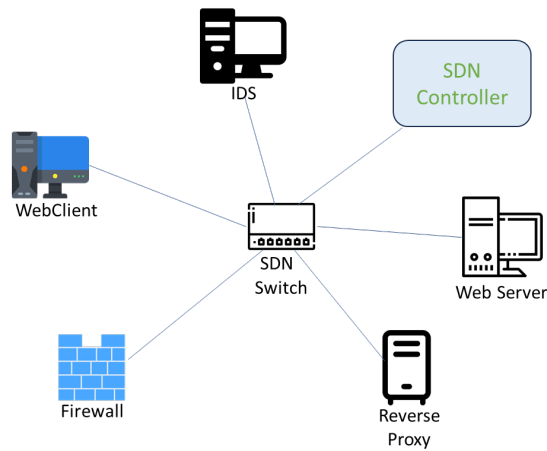 IDS
SDN
Controller
WebClient
SDN
Switch
Web Server
Firewall
Reverse
Proxy